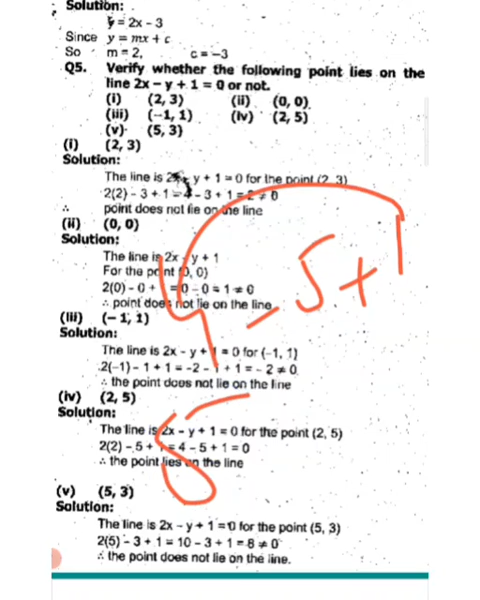 Solution:
y = 2x - 3
Since y = mx + c
So m = 2, c = -3
Q5. Verify whether the following point lies on the
line 2x - y + 1 = 0 or not.
(i) (2, 3) (ii) (0, 0)
(iii) (-1, 1) (iv) (2, 5)
(v) (5, 3)
(i) (2, 3)
Solution:
The line is 2x - y + 1 = 0 for the point (2, 3)
2(2) - 3 + 1 = 4 - 3 + 1 = 2 ≠ 0
∴ point does not lie on the line
(ii) (0, 0)
Solution:
The line is 2x - y + 1
For the point (0, 0)
2(0) - 0 + = 0 - 0 = 1 ≠ 0
∴ point does not lie on the line
(iii) (- 1, 1)
Solution:
The line is 2x - y + 1 = 0 for (-1, 1)
2(-1) - 1 + 1 = -2 - 1 + 1 = - 2 ≠ 0
∴ the point does not lie on the line
(iv) (2, 5)
Solution:
The line is 2x - y + 1 = 0 for the point (2, 5)
2(2) - 5 + 1 = 4 - 5 + 1 = 0
∴ the point lies on the line
(v) (5, 3)
Solution:
The line is 2x - y + 1 = 0 for the point (5, 3)
2(5) - 3 + 1 = 10 - 3 + 1 = 8 ≠ 0
∴ the point does not lie on the line.
- 5 + 1
5